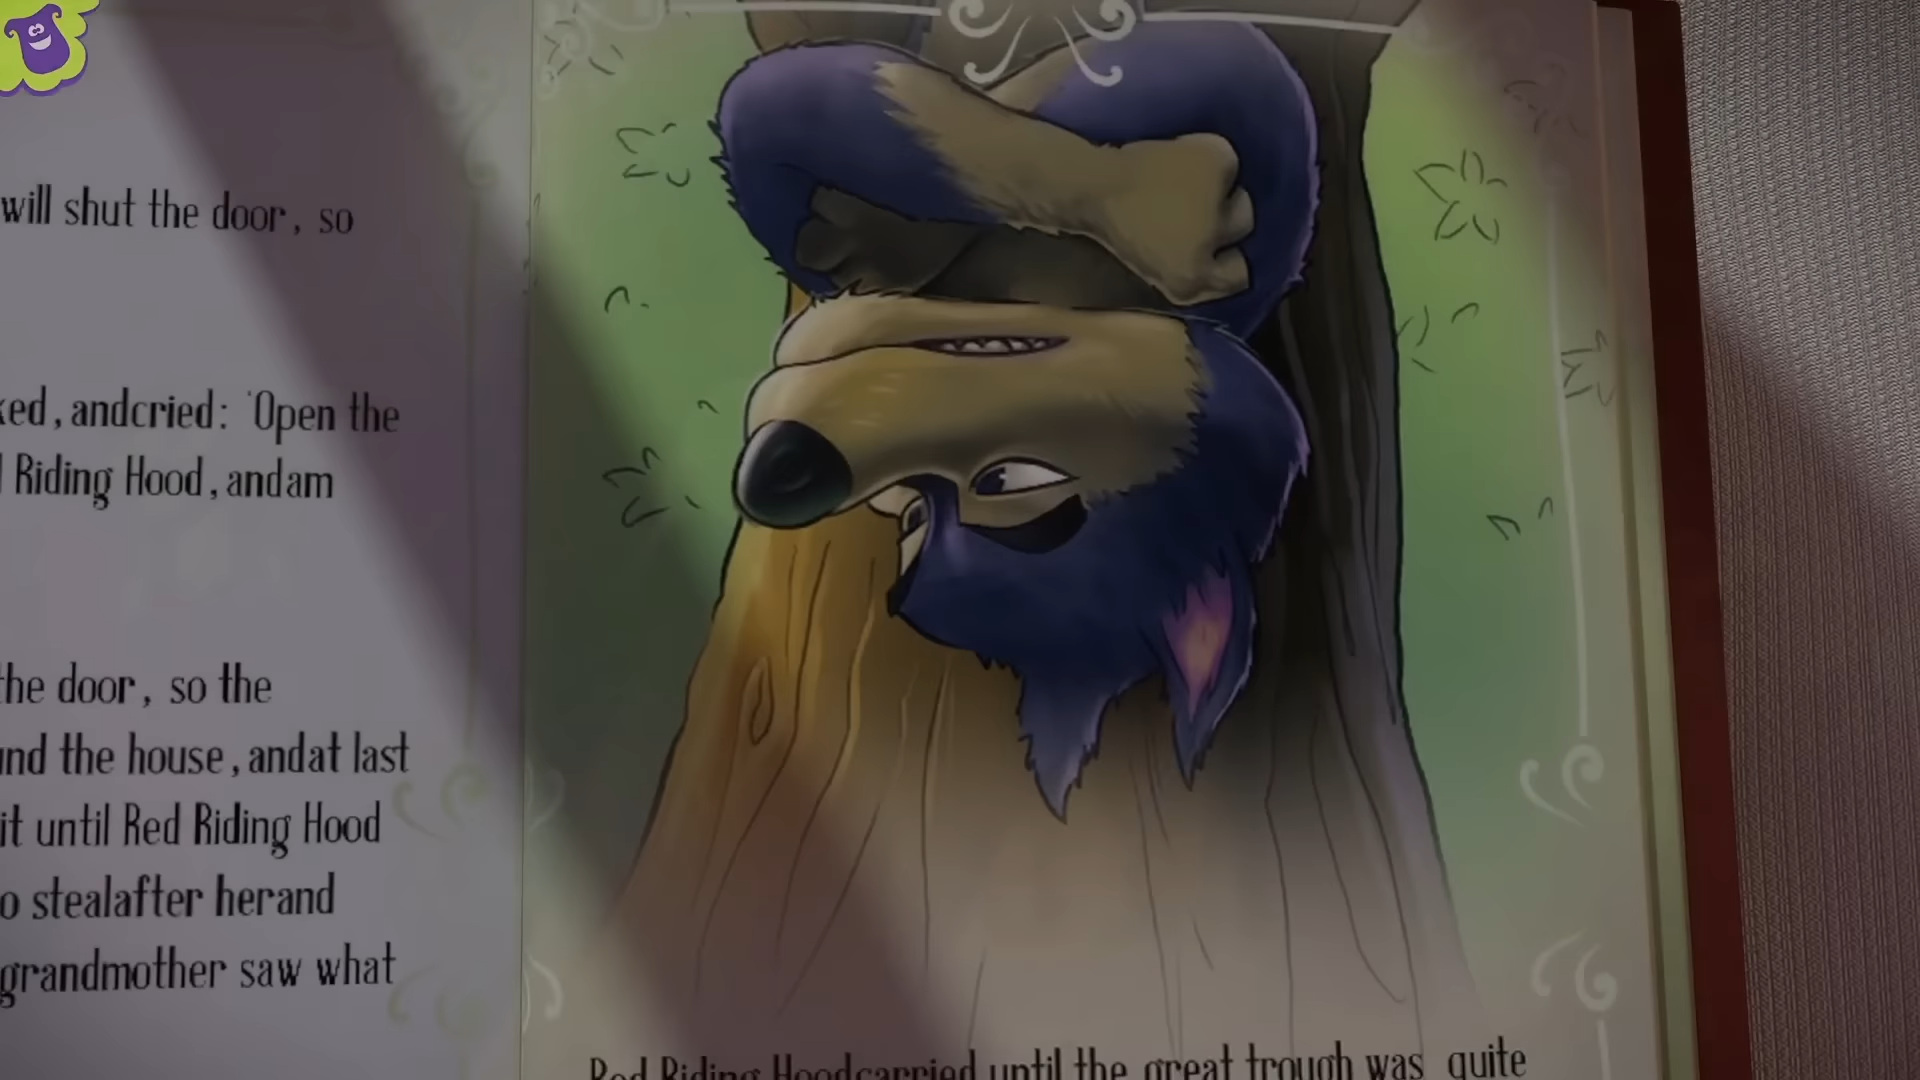 will shut the door, so
ked, andcried: 'Open the
Riding Hood, andam
the door, so the
und the house, andat last
it until Red Riding Hood
o stealafter herand
grandmother saw what
Red Riding Hoodcarried until the great trough was quite